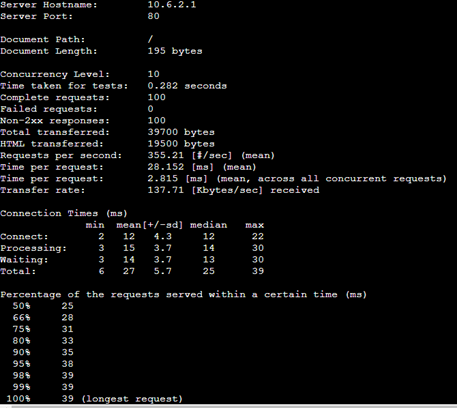 Server Hostname: 10.6.2.1
Server Port: 80
Document Path: /
Document Length: 195 bytes
Concurrency Level: 10
Time taken for tests: 0.282 seconds
Complete requests: 100
Failed requests: 0
Non-2xx responses: 100
Total transferred: 39700 bytes
HTML transferred: 19500 bytes
Requests per second: 355.21 [#/sec] (mean)
Time per request: 28.152 [ms] (mean)
Time per request: 2.815 [ms] (mean, across all concurrent requests)
Transfer rate: 137.71 [Kbytes/sec] received
Connection Times (ms)
min mean[+/-sd] median max
Connect: 2 12 4.3 12 22
Processing: 3 15 3.7 14 30
Waiting: 3 14 3.7 13 30
Total: 6 27 5.7 25 39
Percentage of the requests served within a certain time (ms)
50% 25
66% 28
75% 31
80% 33
90% 35
95% 38
98% 39
99% 39
100% 39 (longest request)